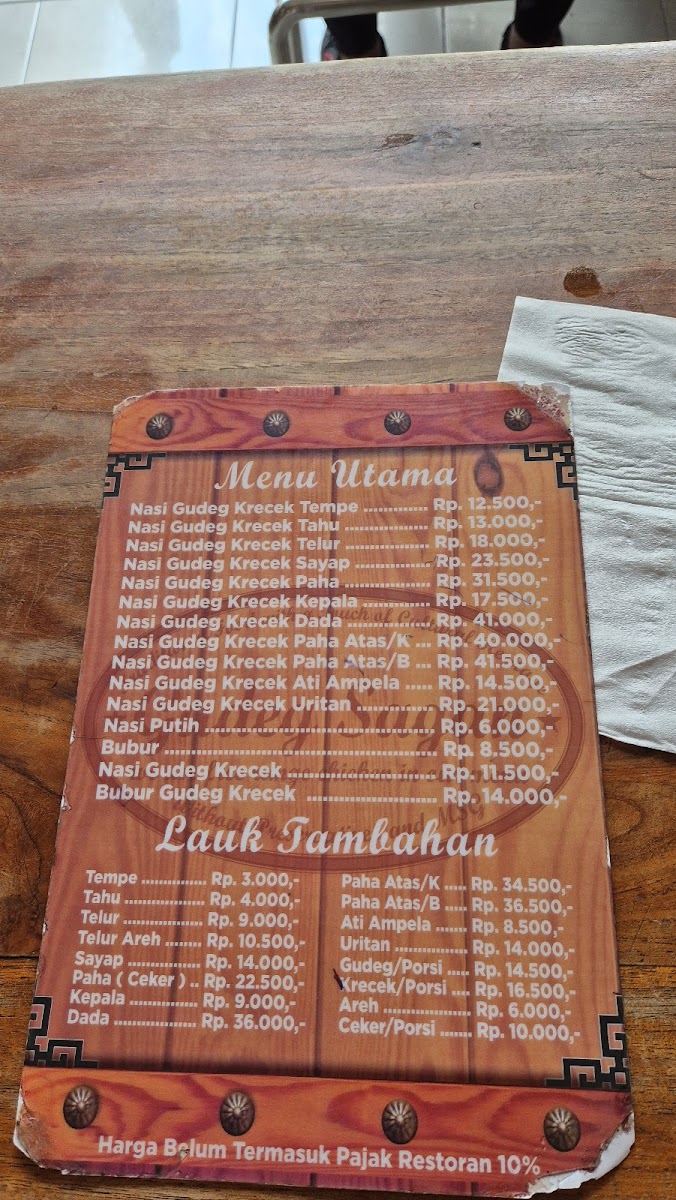 Menu Utama
Nasi Gudeg Krecek Tempe ............. Rp. 12.500,-
Nasi Gudeg Krecek Tahu .................. Rp. 13.000,-
Nasi Gudeg Krecek Telur ................. Rp. 18.000,-
Nasi Gudeg Krecek Sayap ............... Rp. 23.500,-
Nasi Gudeg Krecek Paha ................. Rp. 31.500,-
Nasi Gudeg Krecek Kepala ............. Rp. 17.500,-
Nasi Gudeg Krecek Dada ................. Rp. 41.000,-
Nasi Gudeg Krecek Paha Atas/K ... Rp. 40.000,-
Nasi Gudeg Krecek Paha Atas/B ... Rp. 41.500,-
Nasi Gudeg Krecek Ati Ampela ..... Rp. 14.500,-
Nasi Gudeg Krecek Uritan ............... Rp. 21.000,-
Nasi Putih ............................................ Rp. 6.000,-
Bubur .................................................... Rp. 8.500,-
Nasi Gudeg Krecek ............................ Rp. 11.500,-
Bubur Gudeg Krecek ........................ Rp. 14.000,-
Lauk Tambahan
Tempe ............... Rp. 3.000,-
Tahu .................. Rp. 4.000,-
Telur .................. Rp. 9.000,-
Telur Areh ........ Rp. 10.500,-
Sayap ................ Rp. 14.000,-
Paha ( Ceker ) .. Rp. 22.500,-
Kepala ............... Rp. 9.000,-
Dada .................. Rp. 36.000,-
Paha Atas/K ..... Rp. 34.500,-
Paha Atas/B ..... Rp. 36.500,-
Ati Ampela ....... Rp. 8.500,-
Uritan ................ Rp. 14.000,-
Gudeg/Porsi ..... Rp. 14.500,-
Krecek/Porsi .... Rp. 16.500,-
Areh ................... Rp. 6.000,-
Ceker/Porsi ....... Rp. 10.000,-
Harga Belum Termasuk Pajak Restoran 10%